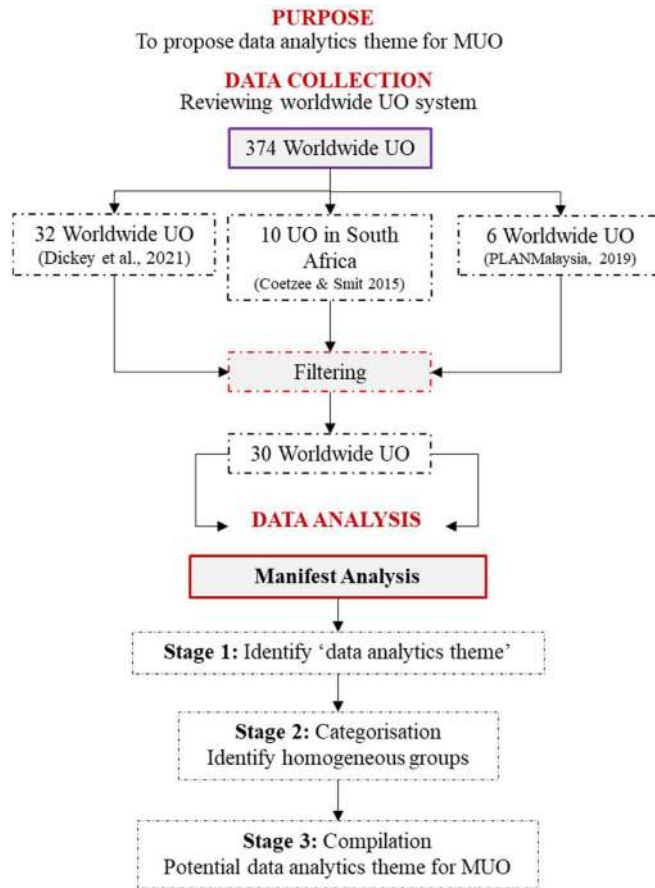 PURPOSE
To propose data analytics theme for MUO
DATA COLLECTION
Reviewing worldwide UO system
374 Worldwide UO
32 Worldwide UO
(Dickey et al., 2021)
10 UO in South
Africa
(Coetzee & Smit 2015)
6 Worldwide UO
(PLANMalaysia, 2019)
Filtering
30 Worldwide UO
DATA ANALYSIS
Manifest Analysis
Stage 1: Identify ‘data analytics theme’
Stage 2: Categorisation
Identify homogeneous groups
Stage 3: Compilation
Potential data analytics theme for MUO